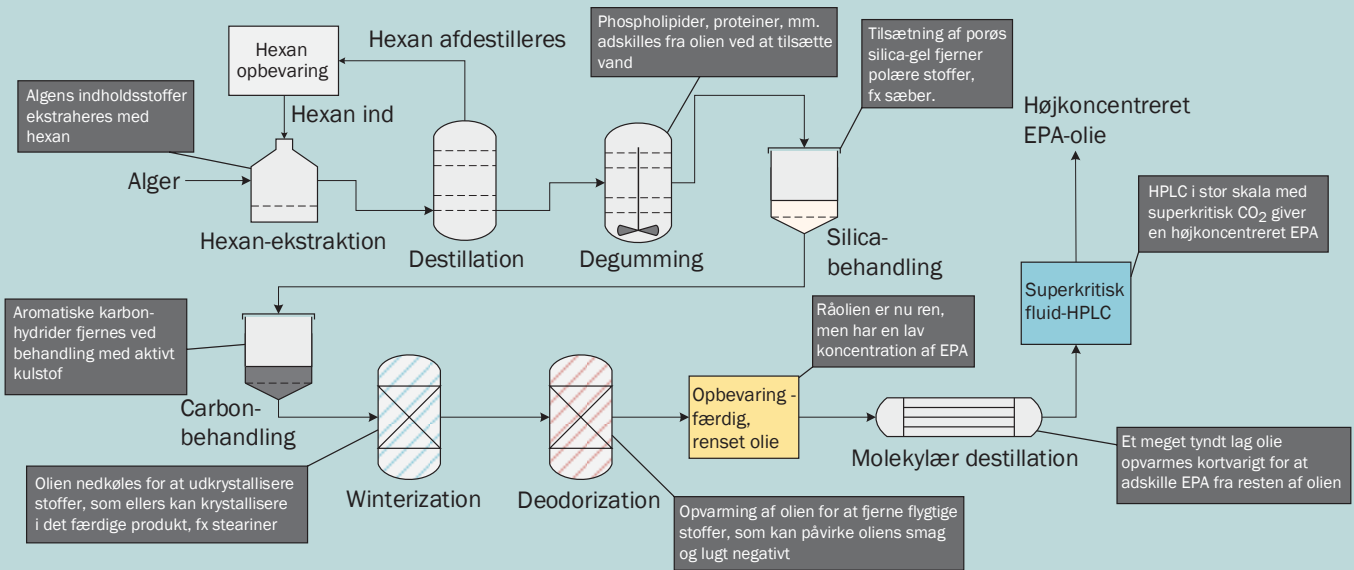 Algens indholdsstoffer
ekstraheres med
hexan
Hexan
opbevaring
Hexan afdestilleres
Hexan ind
Alger
Hexan-ekstraktion
Destillation
Phospholipider, proteiner, mm.
adskilles fra olien ved at tilsætte
vand
Degumming
Tilsætning af porøs
silica-gel fjerner
polære stoffer,
fx sæber.
Silica-
behandling
Højkoncentreret
EPA-olie
HPLC i stor skala med
superkritisk CO2 giver
en højkoncentreret EPA
Superkritisk
fluid-HPLC
Aromatiske karbon-
hydrider fjernes ved
behandling med aktivt
kulstof
Carbon-
behandling
Olien nedkøles for at udkrystallisere
stoffer, som ellers kan krystallisere
i det færdige produkt, fx steariner
Winterization
Deodorization
Opvarming af olien for at fjerne flygtige
stoffer, som kan påvirke oliens smag
og lugt negativt
Råolien er nu ren,
men har en lav
koncentration af EPA
Opbevaring -
færdig,
renset olie
Molekylær destillation
Et meget tyndt lag olie
opvarmes kortvarigt for at
adskille EPA fra resten af olien